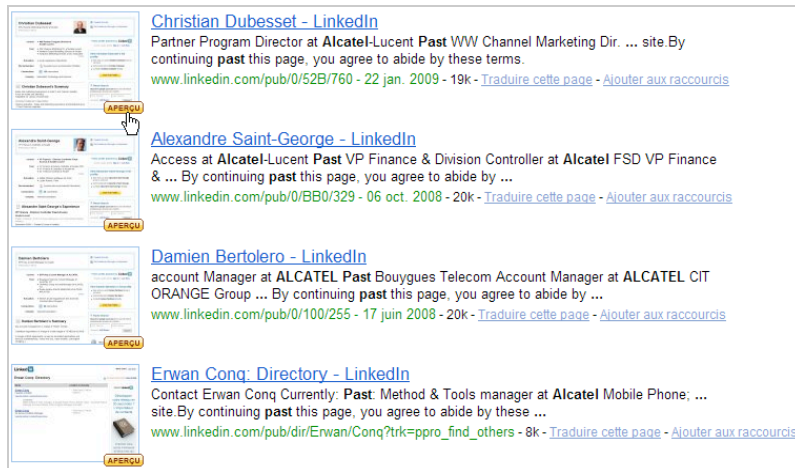 Christian Dubesset - LinkedIn
Partner Program Director at Alcatel-Lucent Past WW Channel Marketing Dir. ... site.By
continuing past this page, you agree to abide by these terms.
www.linkedin.com/pub/0/52B/760 - 22 jan. 2009 - 19k - Traduire cette page - Ajouter aux raccourcis
APERÇU
Alexandre Saint-George - LinkedIn
Access at Alcatel-Lucent Past VP Finance & Division Controller at Alcatel FSD VP Finance
& ... By continuing past this page, you agree to abide by ...
www.linkedin.com/pub/0/BB0/329 - 06 oct. 2008 - 20k - Traduire cette page - Ajouter aux raccourcis
APERÇU
Damien Bertolero - LinkedIn
account Manager at ALCATEL Past Bouygues Telecom Account Manager at ALCATEL CIT
ORANGE Group ... By continuing past this page, you agree to abide by ...
www.linkedin.com/pub/0/100/255 - 17 juin 2008 - 20k - Traduire cette page - Ajouter aux raccourcis
APERÇU
Erwan Conq: Directory - LinkedIn
Contact Erwan Conq Currently: Past: Method & Tools manager at Alcatel Mobile Phone; ...
site.By continuing past this page, you agree to abide by these ...
www.linkedin.com/pub/dir/Erwan/Conq?trk=ppro_find_others - 8k - Traduire cette page - Ajouter aux raccourcis
APERÇU